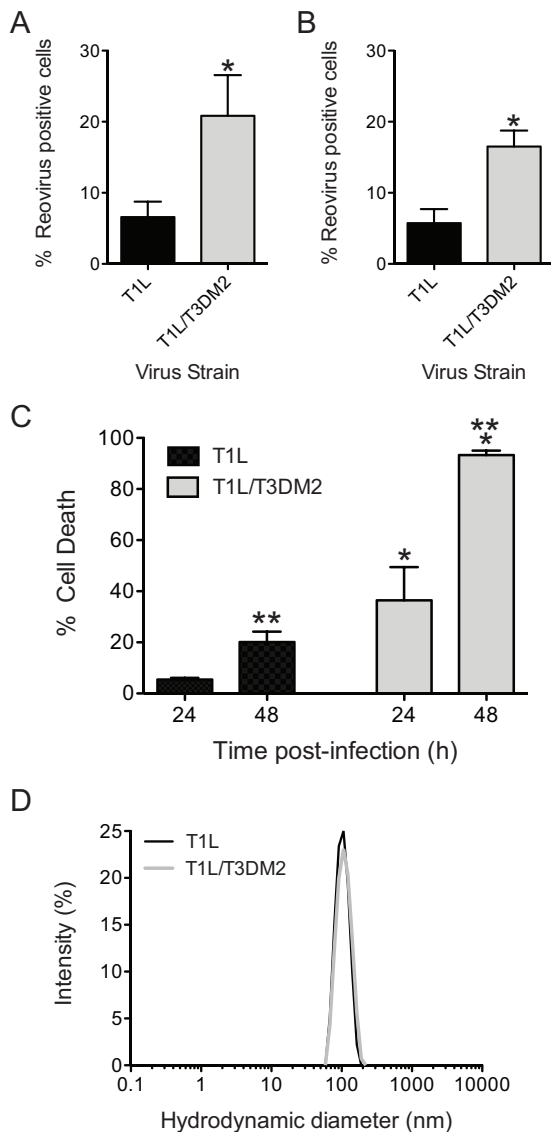 A
% Reovirus positive cells
30
20
10
0
*
T1L
T1L/T3DM2
Virus Strain
B
% Reovirus positive cells
30
20
10
0
*
T1L
T1L/T3DM2
Virus Strain
C
% Cell Death
100
80
60
40
20
0
T1L
T1L/T3DM2
**
*
**
*
24
48
24
48
Time post-infection (h)
D
Intensity (%)
25
20
15
10
5
0
T1L
T1L/T3DM2
0.1
1
10
100
1000
10000
Hydrodynamic diameter (nm)